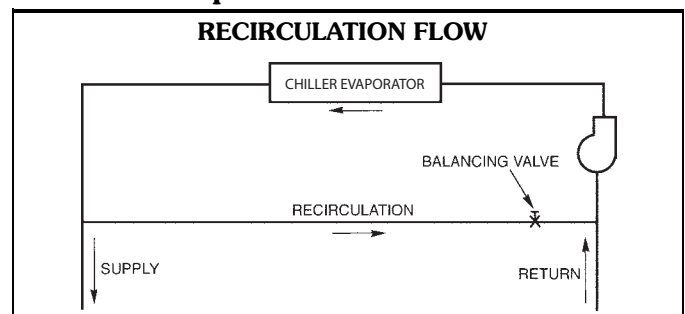 RECIRCULATION FLOW
CHILLER EVAPORATOR
BALANCING VALVE
RECIRCULATION
SUPPLY
RETURN